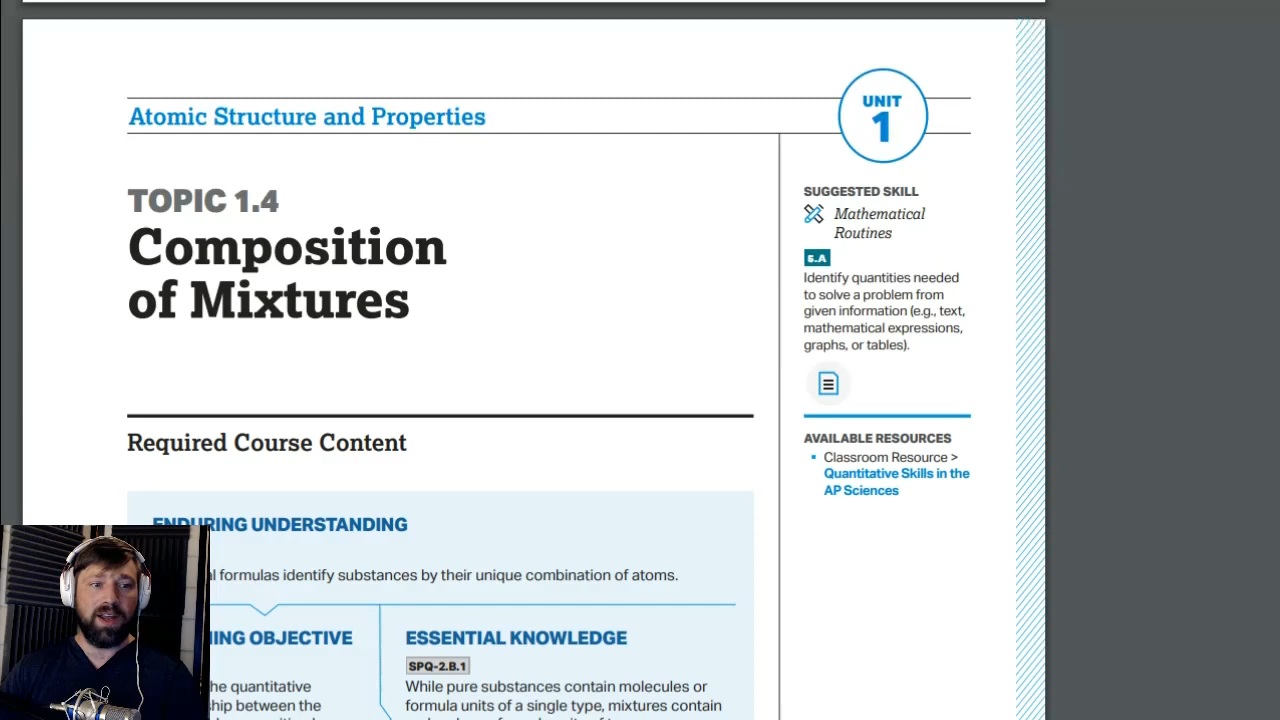 Atomic Structure and Properties
UNIT
1
TOPIC 1.4
Composition
of Mixtures
SUGGESTED SKILL
Mathematical
Routines
5.A
Identify quantities needed
to solve a problem from
given information (e.g., text,
mathematical expressions,
graphs, or tables).
AVAILABLE RESOURCES
▪ Classroom Resource >
Quantitative Skills in the
AP Sciences
Required Course Content
ENDURING UNDERSTANDING
formulas identify substances by their unique combination of atoms.
OBJECTIVE
quantitative
between the
ESSENTIAL KNOWLEDGE
SPQ-2.B.1
While pure substances contain molecules or
formula units of a single type, mixtures contain